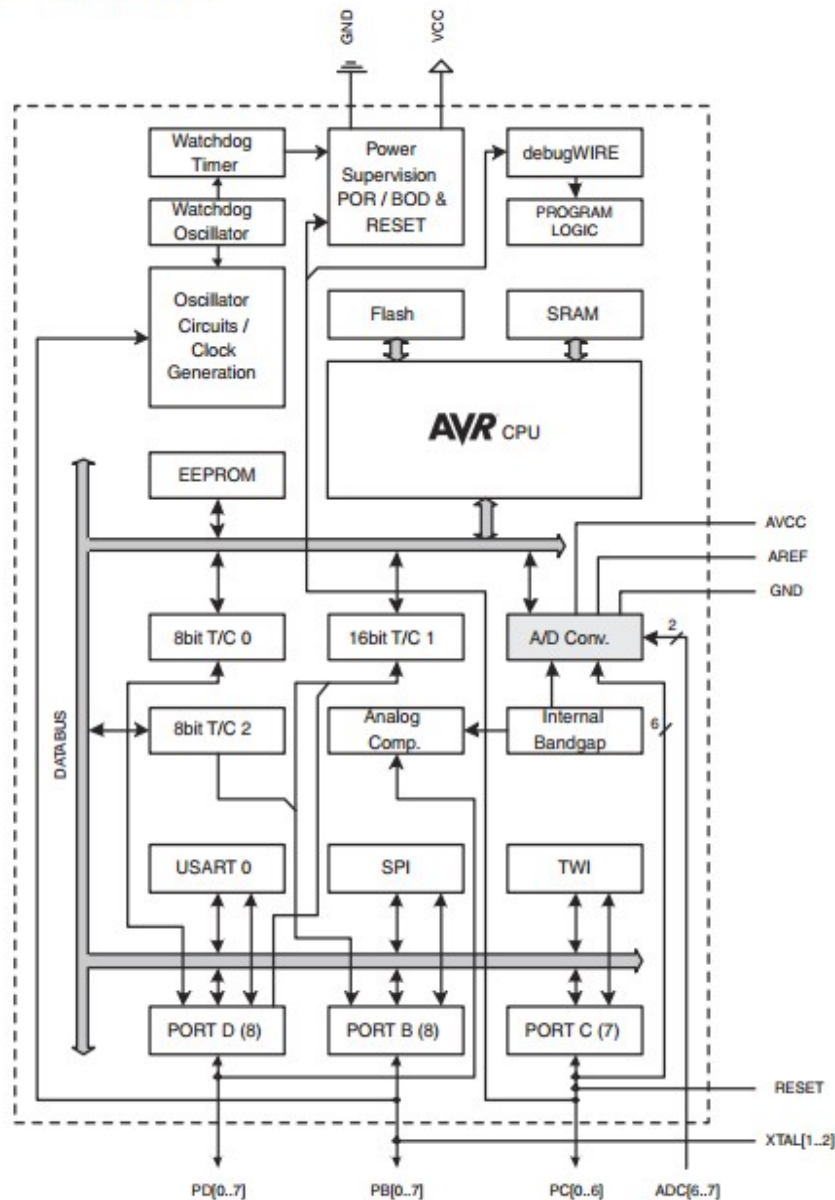 GND
VCC
Watchdog
Timer
Power
Supervision
POR / BOD &
RESET
debugWIRE
Watchdog
Oscillator
PROGRAM
LOGIC
Oscillator
Circuits /
Clock
Generation
Flash
SRAM
AVR CPU
EEPROM
AVCC
AREF
GND
8bit T/C 0
16bit T/C 1
A/D Conv.
2
DATABUS
8bit T/C 2
Analog
Comp.
Internal
Bandgap
6
USART 0
SPI
TWI
PORT D (8)
PORT B (8)
PORT C (7)
RESET
XTAL[1..2]
PD[0..7]
PB[0..7]
PC[0..6]
ADC[6..7]